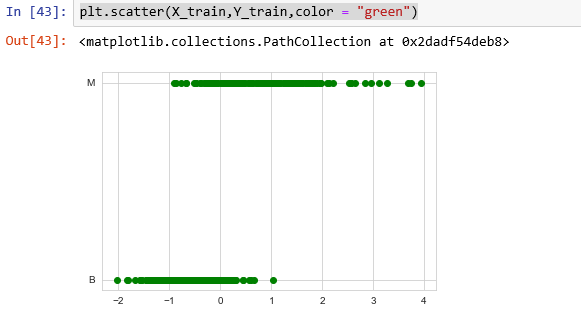 In [43]: plt.scatter(X_train,Y_train,color = "green")
Out[43]: <matplotlib.collections.PathCollection at 0x2dadf54deb8>
M
B
−2 −1 0 1 2 3 4